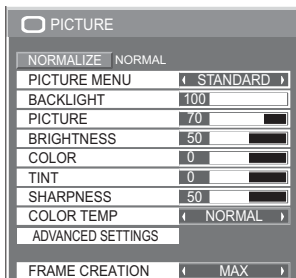 PICTURE
NORMALIZE NORMAL
PICTURE MENU STANDARD
BACKLIGHT 100
PICTURE 70
BRIGHTNESS 50
COLOR 0
TINT 0
SHARPNESS 50
COLOR TEMP NORMAL
ADVANCED SETTINGS
FRAME CREATION MAX